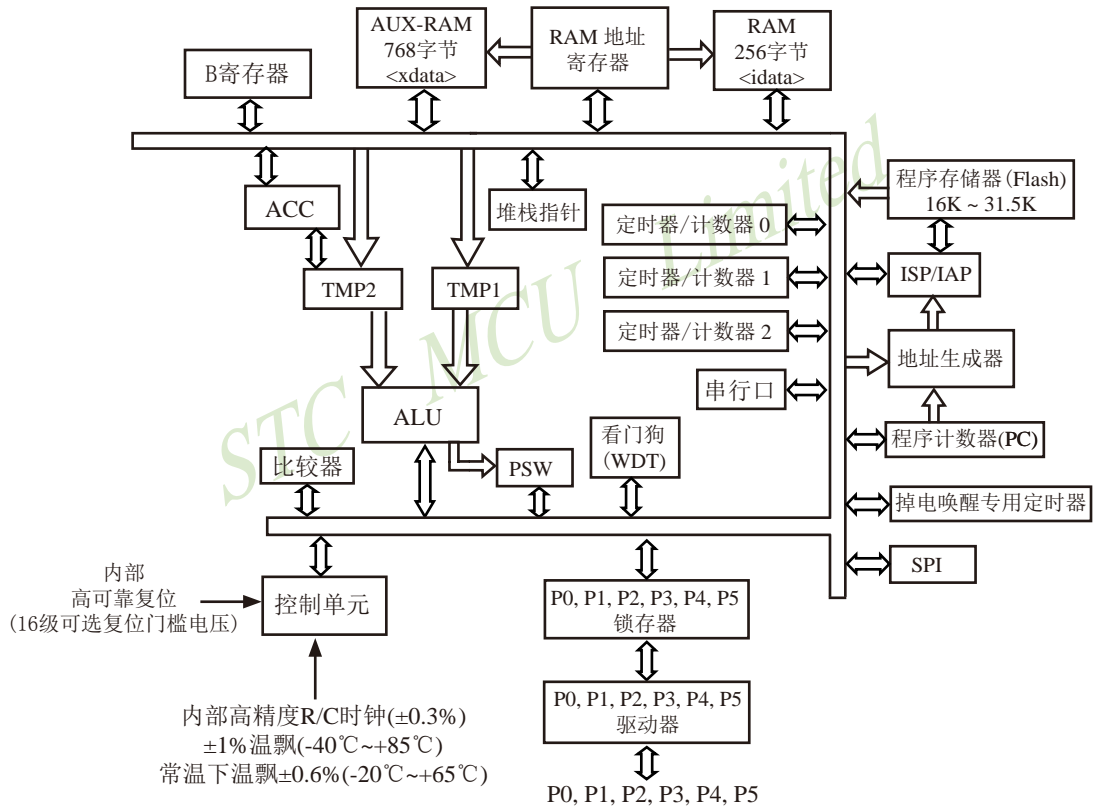 AUX-RAM
768字节
<xdata>
RAM 地址
寄存器
RAM
256字节
<idata>
B寄存器
ACC
堆栈指针
程序存储器(Flash)
16K ~ 31.5K
定时器/计数器 0
定时器/计数器 1
ISP/IAP
TMP2
TMP1
定时器/计数器 2
地址生成器
串行口
ALU
程序计数器(PC)
看门狗
(WDT)
比较器
PSW
掉电唤醒专用定时器
SPI
内部
高可靠复位
(16级可选复位门槛电压)
控制单元
P0, P1, P2, P3, P4, P5
锁存器
P0, P1, P2, P3, P4, P5
驱动器
内部高精度R/C时钟(±0.3%)
±1%温飘(-40℃~+85℃)
常温下温飘±0.6%(-20℃~+65℃)
P0, P1, P2, P3, P4, P5
STC MCU Limited